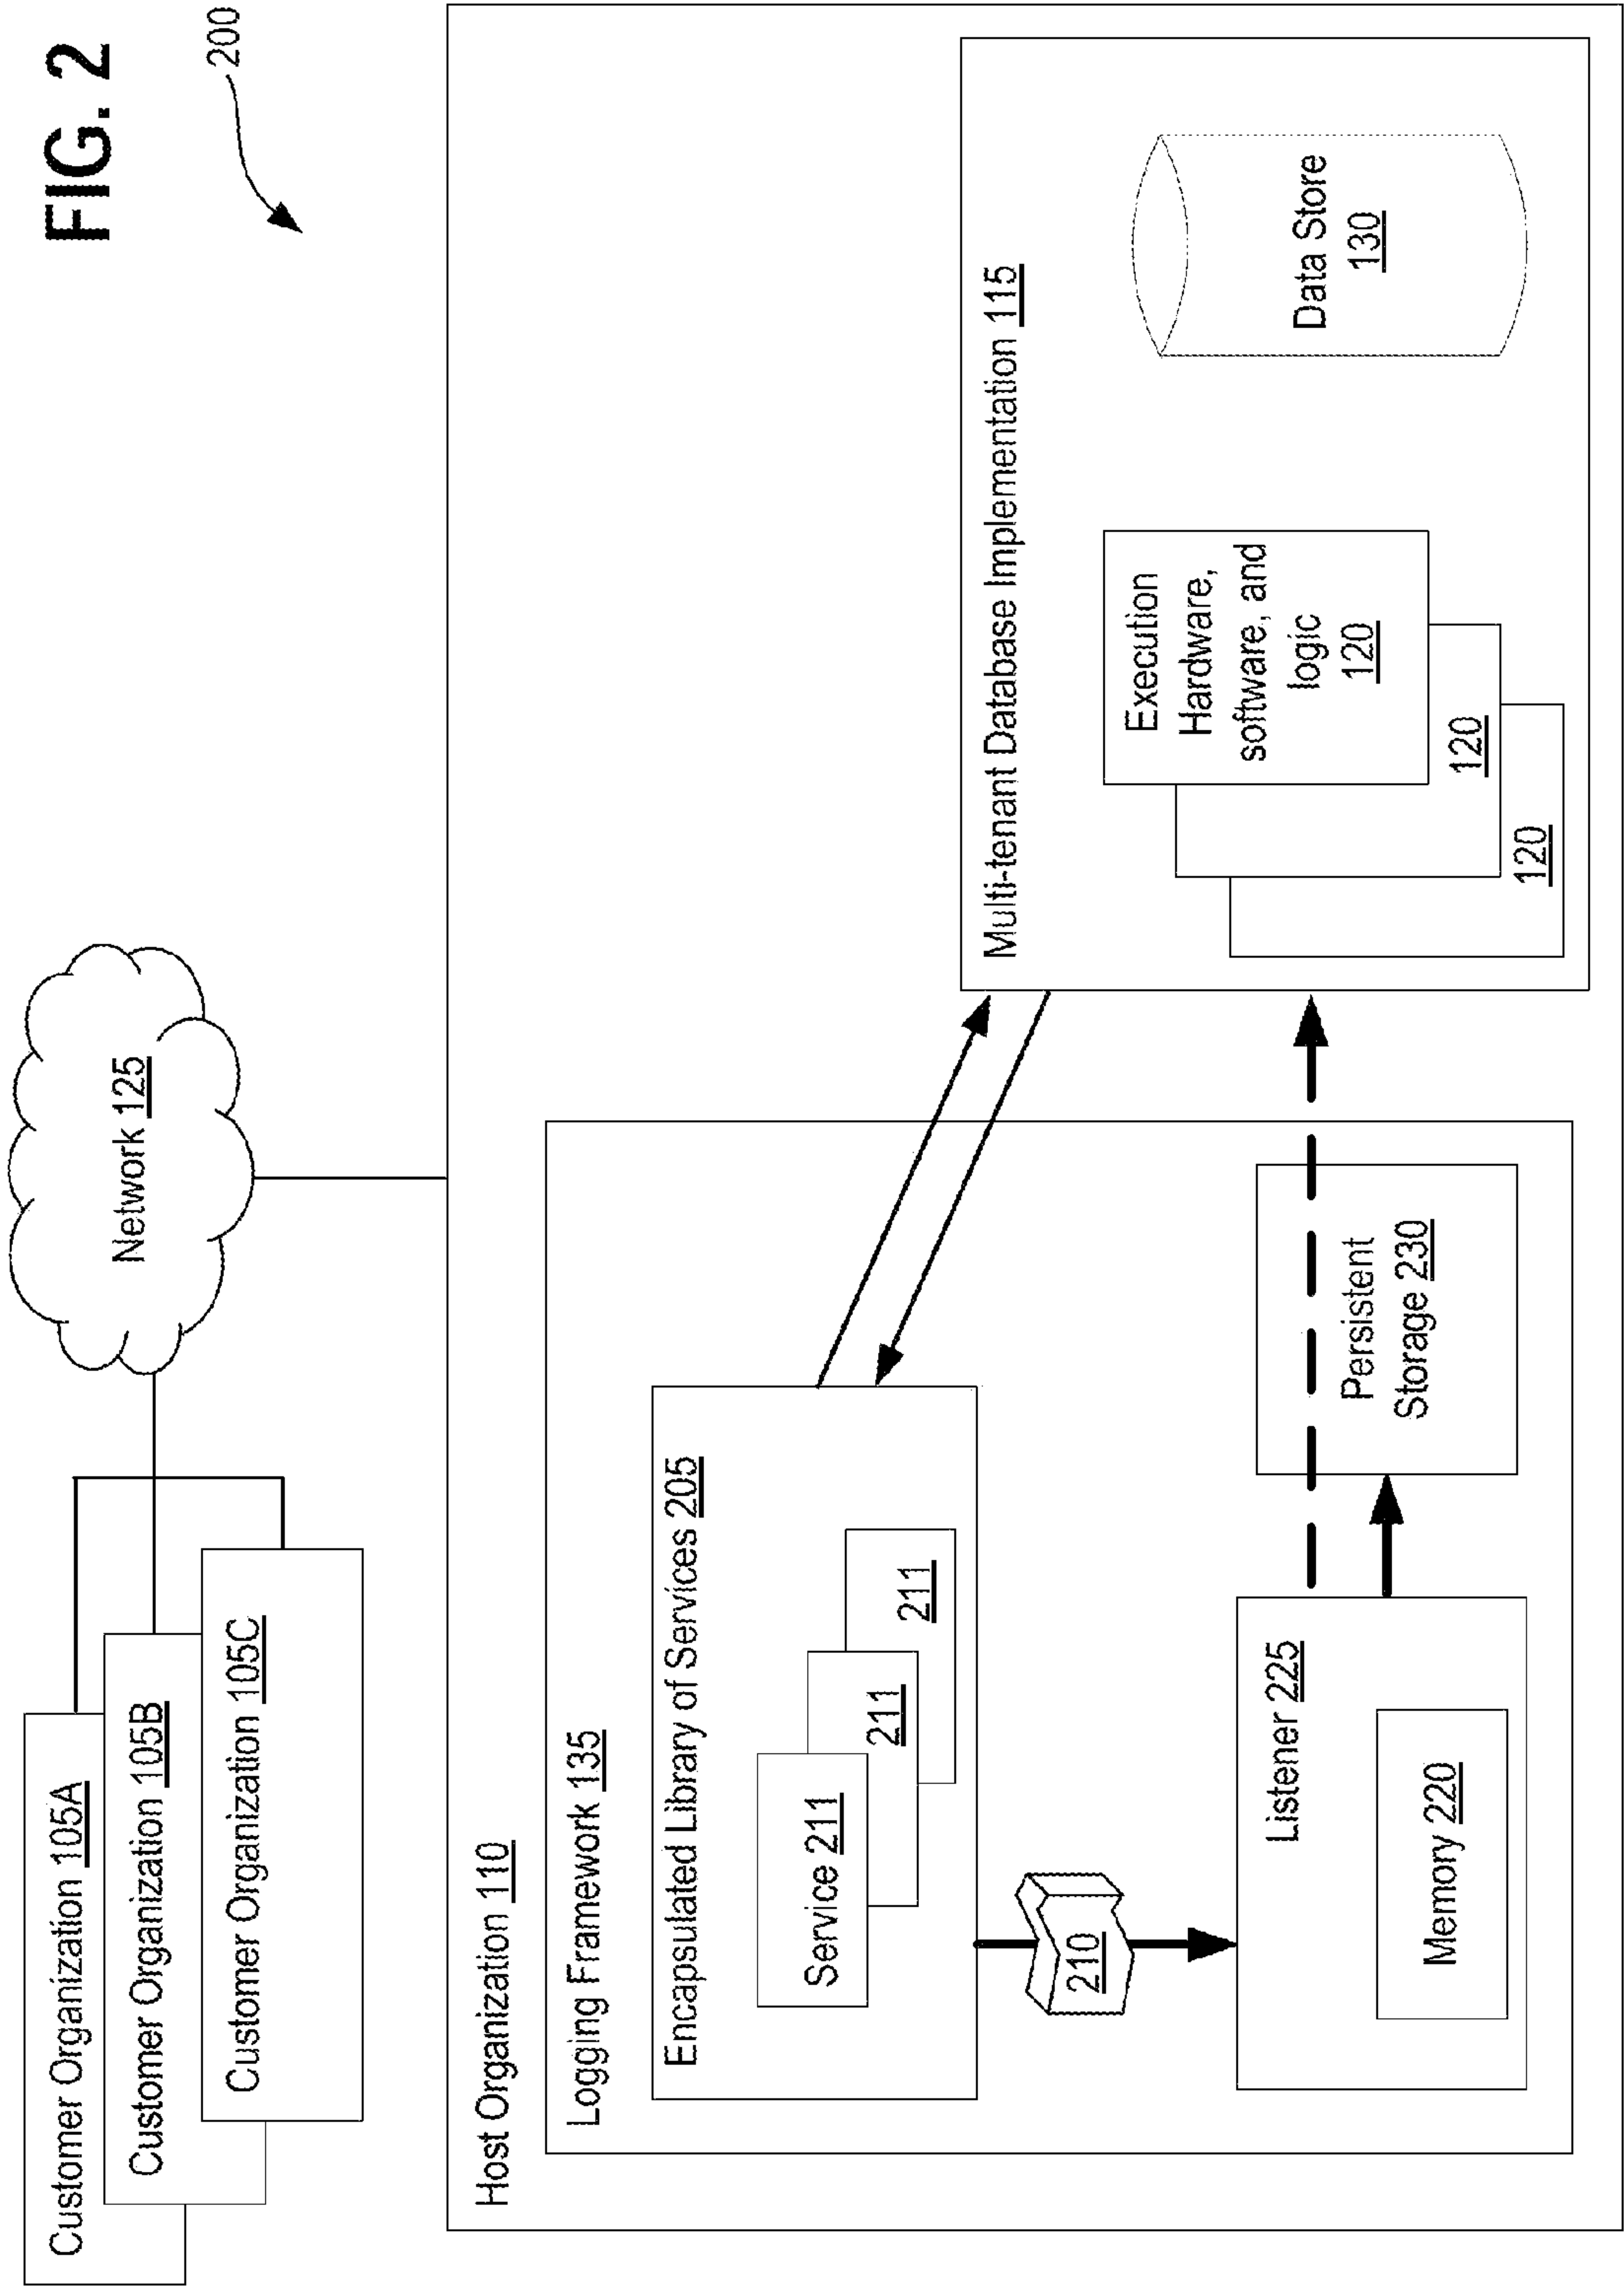 FIG. 2
200
Customer Organization 105A
Customer Organization 105B
Customer Organization 105C
Network 125
Host Organization 110
Logging Framework 135
Encapsulated Library of Services 205
Service 211
211
211
210
Listener 225
Memory 220
Persistent
Storage 230
Multi-tenant Database Implementation 115
Execution
Hardware,
software, and
logic
120
120
120
Data Store
130